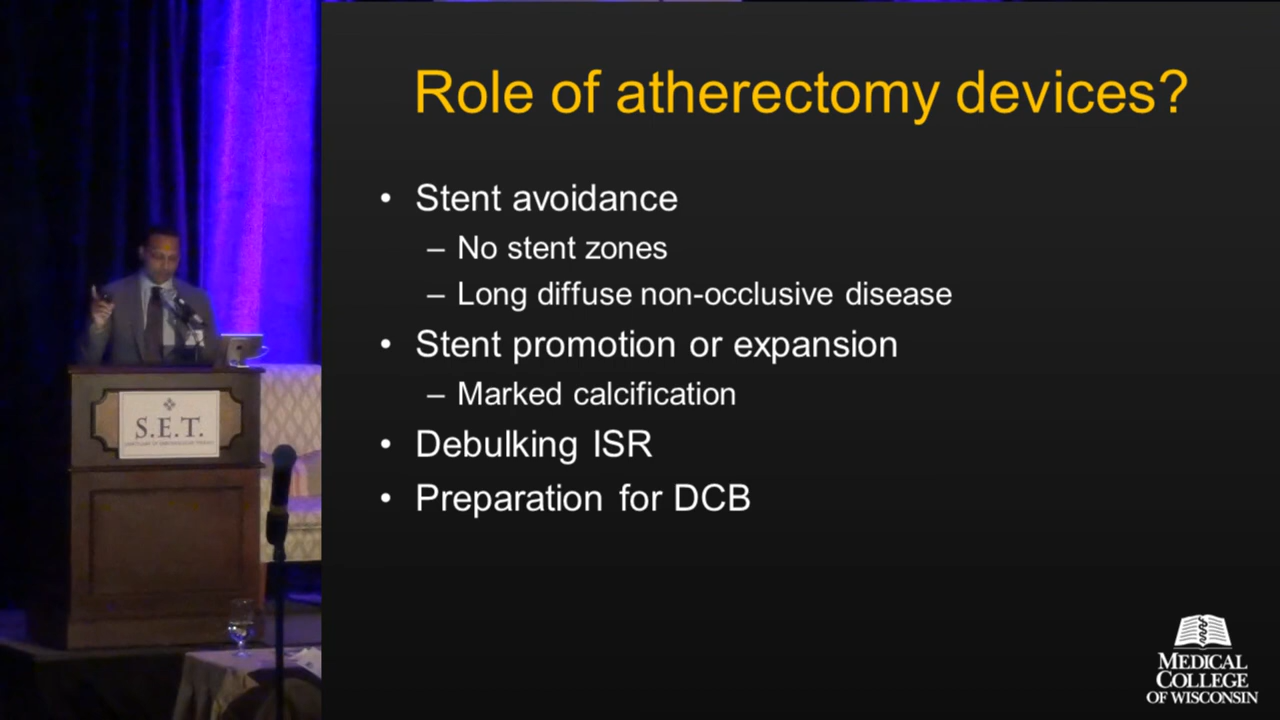 Role of atherectomy devices?
• Stent avoidance
– No stent zones
– Long diffuse non-occlusive disease
• Stent promotion or expansion
– Marked calcification
• Debulking ISR
• Preparation for DCB
S.E.T.
MEDICAL
COLLEGE
OF WISCONSIN